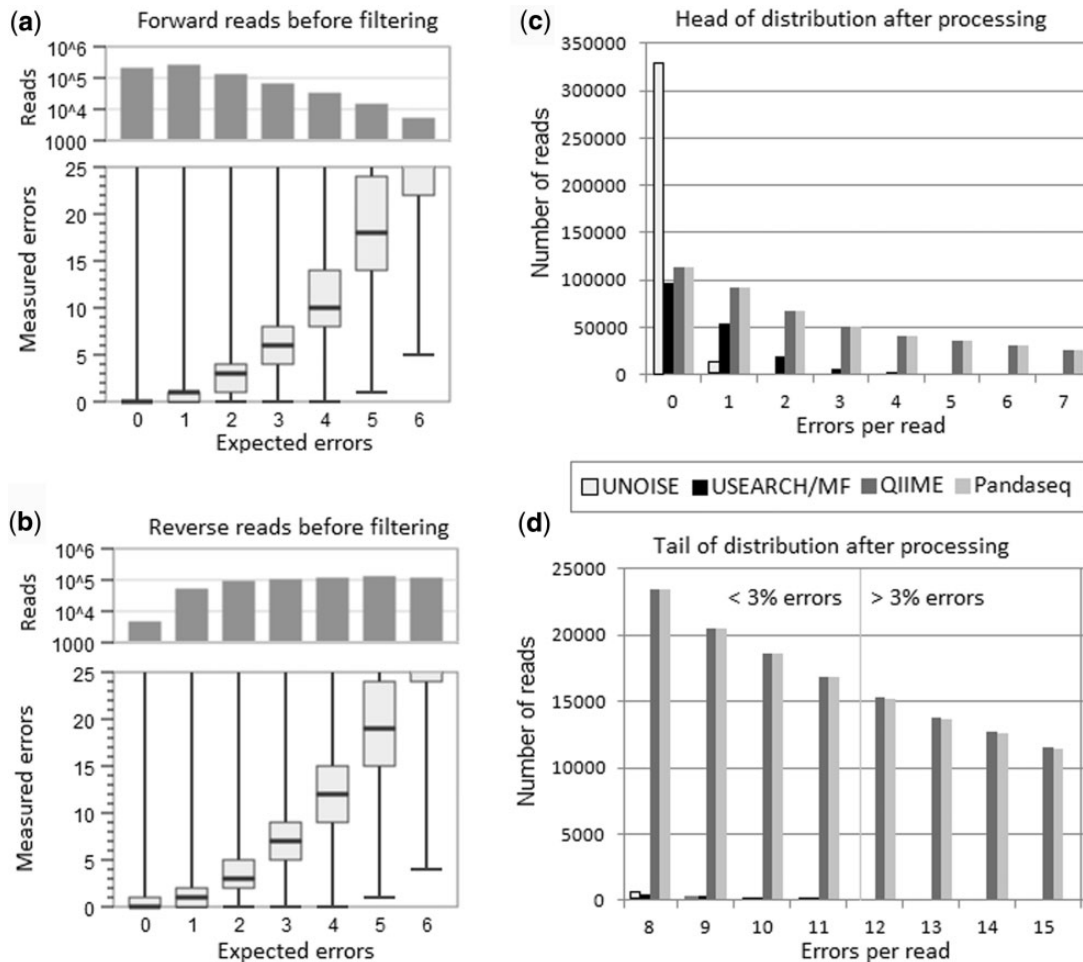 (a)
Forward reads before filtering
10^6
10^5
10^4
1000
Reads
25
20
15
10
5
0
Measured errors
0 1 2 3 4 5 6
Expected errors
(b)
Reverse reads before filtering
10^6
10^5
10^4
1000
Reads
25
20
15
10
5
0
Measured errors
0 1 2 3 4 5 6
Expected errors
(c)
Head of distribution after processing
350000
300000
250000
200000
150000
100000
50000
0
Number of reads
0 1 2 3 4 5 6 7
Errors per read
UNOISE USEARCH/MF QIIME Pandaseq
(d)
Tail of distribution after processing
25000
20000
15000
10000
5000
0
Number of reads
< 3% errors > 3% errors
8 9 10 11 12 13 14 15
Errors per read